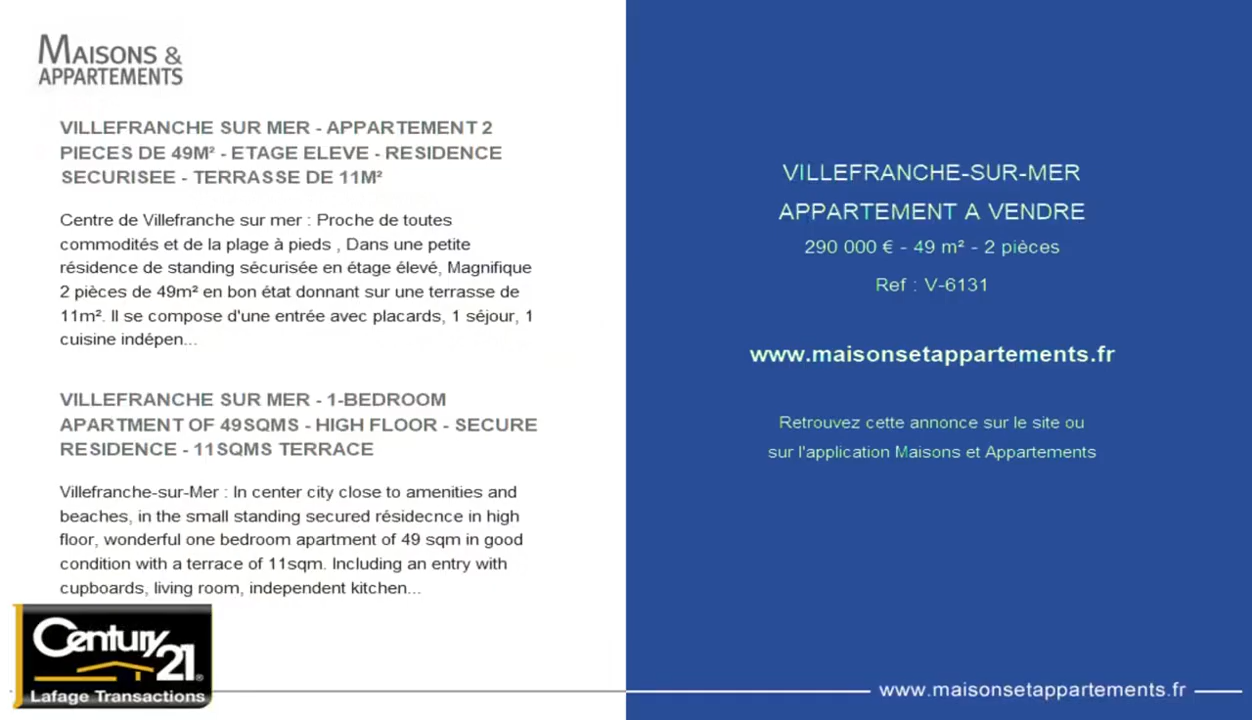 MAISONS &
APPARTEMENTS
VILLEFRANCHE SUR MER - APPARTEMENT 2
PIECES DE 49M² - ETAGE ELEVE - RESIDENCE
SECURISEE - TERRASSE DE 11M²
Centre de Villefranche sur mer : Proche de toutes
commodités et de la plage à pieds , Dans une petite
résidence de standing sécurisée en étage élevé, Magnifique
2 pièces de 49m² en bon état donnant sur une terrasse de
11m². Il se compose d'une entrée avec placards, 1 séjour, 1
cuisine indépen...
VILLEFRANCHE SUR MER - 1-BEDROOM
APARTMENT OF 49SQMS - HIGH FLOOR - SECURE
RESIDENCE - 11SQMS TERRACE
Villefranche-sur-Mer : In center city close to amenities and
beaches, in the small standing secured résidecnce in high
floor, wonderful one bedroom apartment of 49 sqm in good
condition with a terrace of 11sqm. Including an entry with
cupboards, living room, independent kitchen...
Century
21®
Lafage Transactions
VILLEFRANCHE-SUR-MER
APPARTEMENT A VENDRE
290 000 € - 49 m² - 2 pièces
Ref : V-6131
www.maisonsetappartements.fr
Retrouvez cette annonce sur le site ou
sur l'application Maisons et Appartements
www.maisonsetappartements.fr